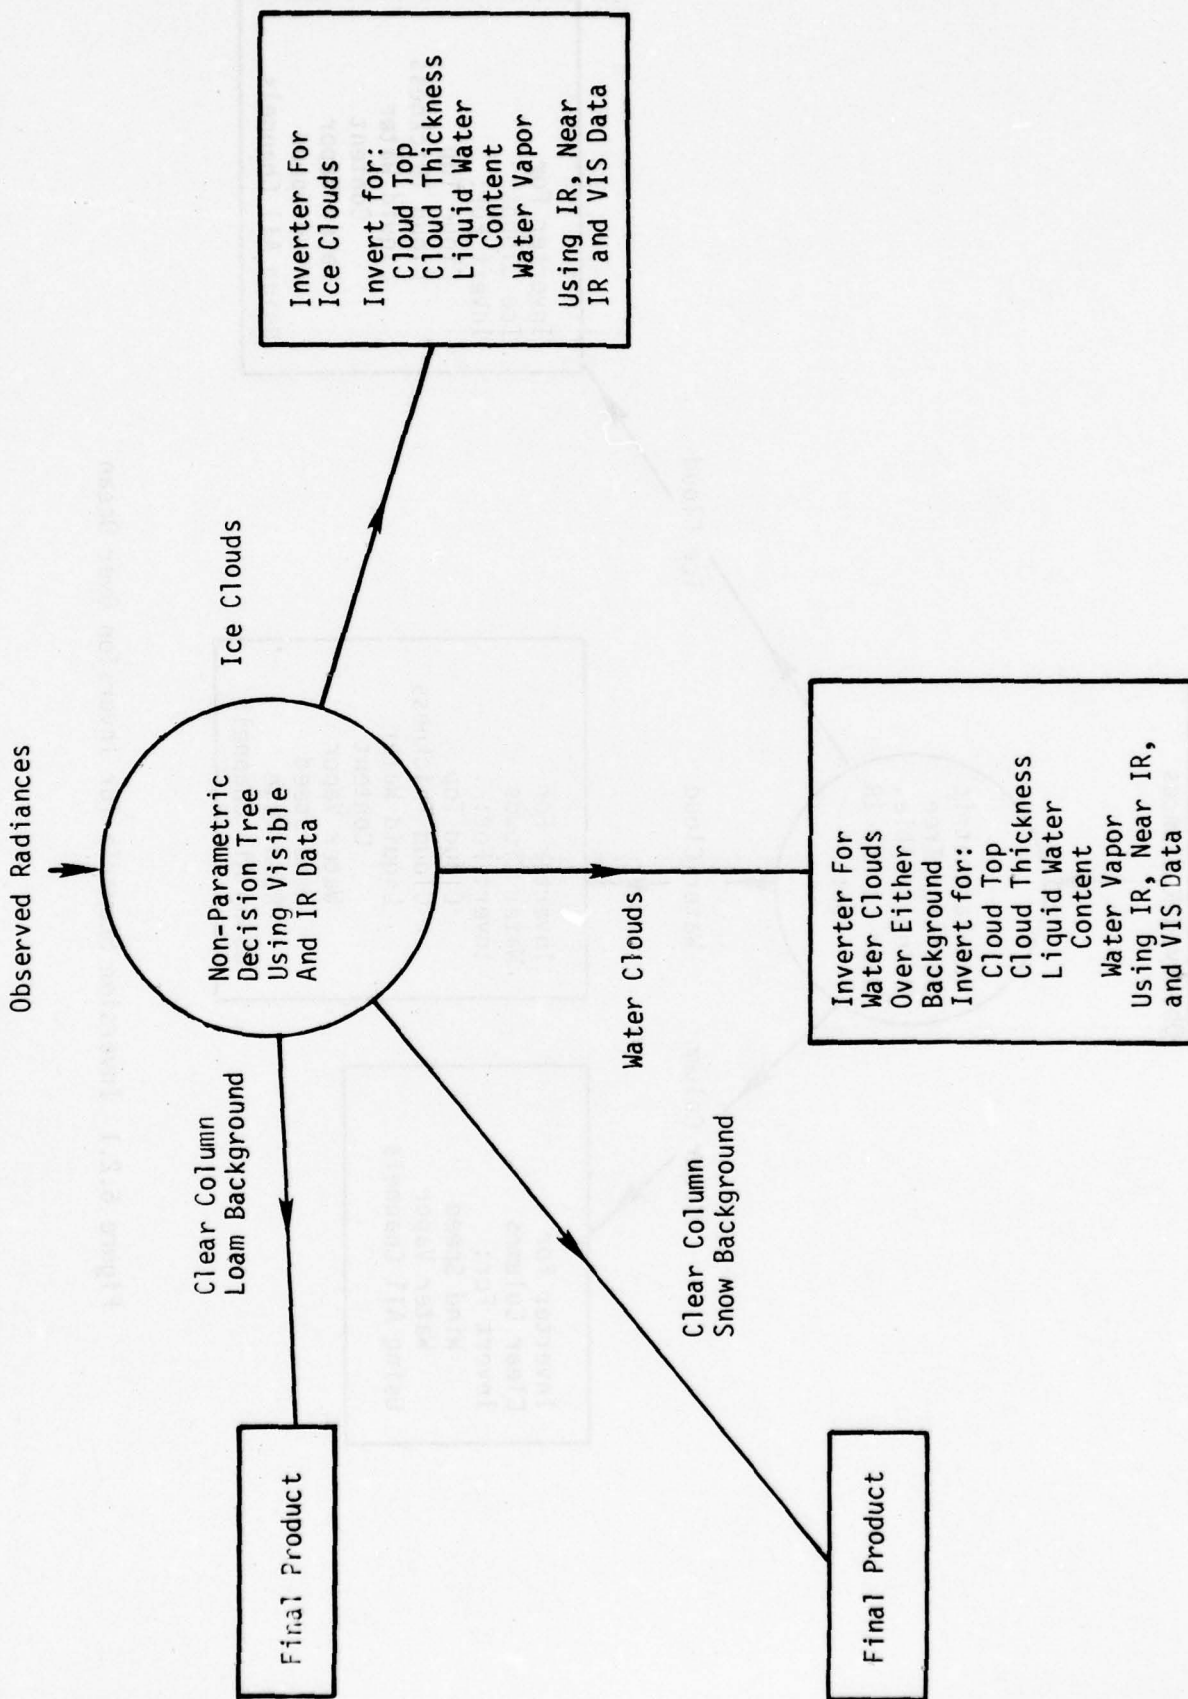 Observed Radiances
Non-Parametric
Decision Tree
Using Visible
And IR Data
Clear Column
Loam Background
Final Product
Clear Column
Snow Background
Final Product
Water Clouds
Inverter For
Water Clouds
Over Either
Background
Invert for:
Cloud Top
Cloud Thickness
Liquid Water
Content
Water Vapor
Using IR, Near IR,
and VIS Data
Ice Clouds
Inverter For
Ice Clouds
Invert for:
Cloud Top
Cloud Thickness
Liquid Water
Content
Water Vapor
Using IR, Near
IR and VIS Data